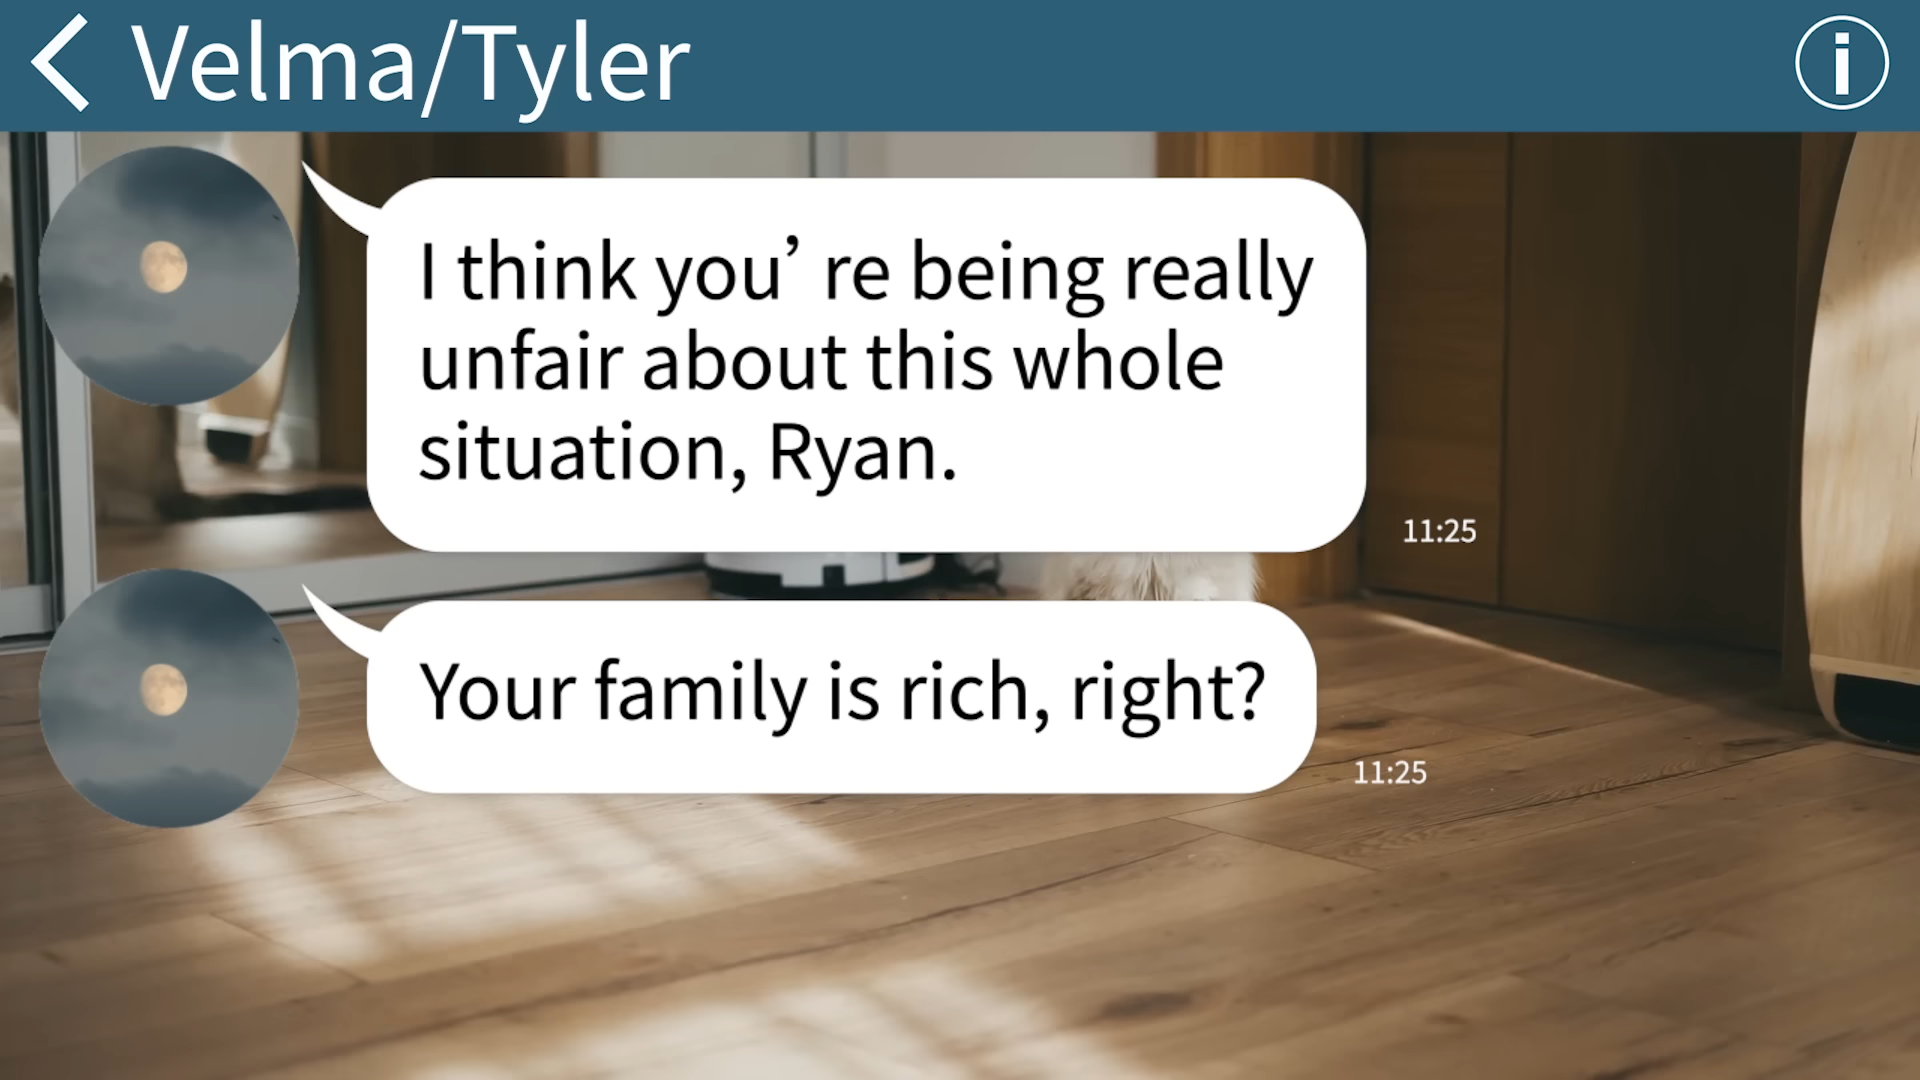 Velma/Tyler
I think you’ re being really
unfair about this whole
situation, Ryan.
11:25
Your family is rich, right?
11:25